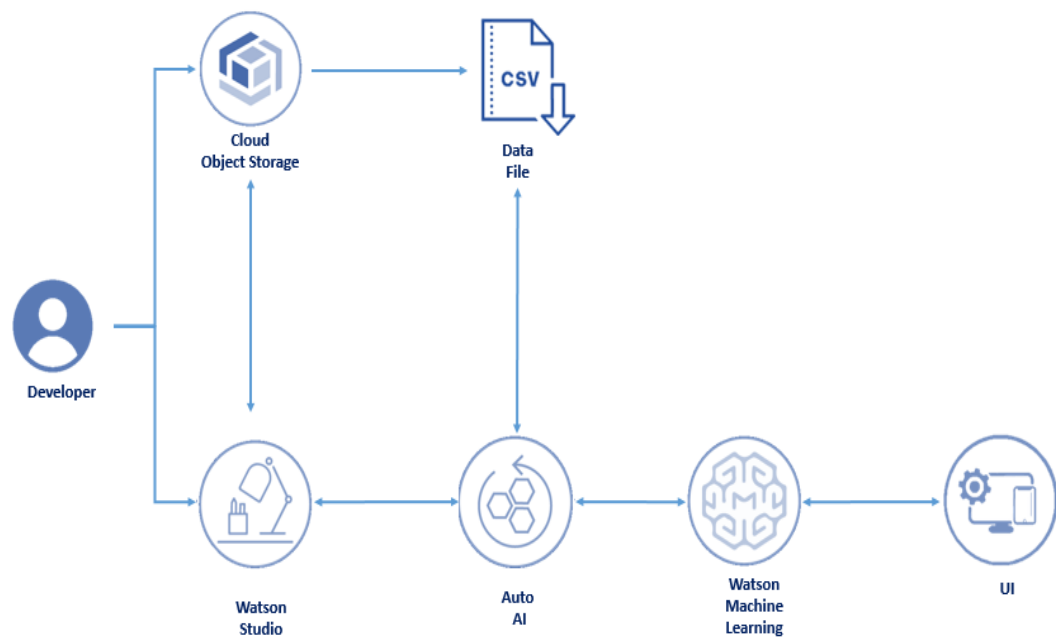 CSV
Cloud
Object Storage
Data
File
Developer
Watson
Studio
Auto
AI
Watson
Machine
Learning
UI